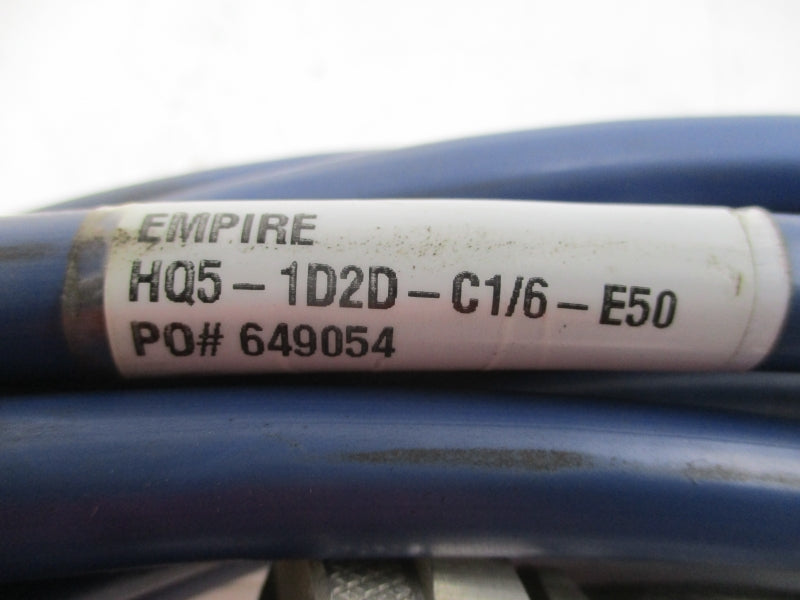 EMPIRE
HQ5 – 1D2D – C1/6 – E50
PO# 649054